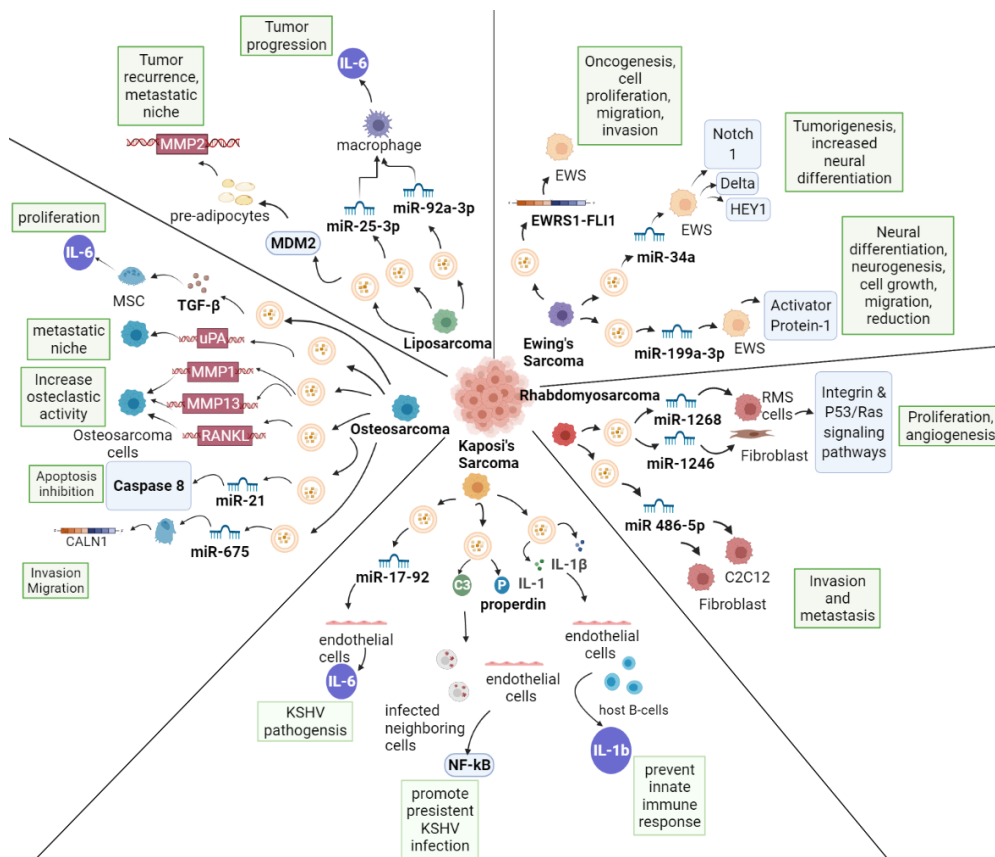 Tumor
progression
IL-6
macrophage
miR-92a-3p
miR-25-3p
Tumor
recurrence,
metastatic
niche
MMP2
pre-adipocytes
MDM2
Liposarcoma
Oncogenesis,
cell
proliferation,
migration,
invasion
EWS
EWRS1-FLI1
Notch
1
Delta
HEY1
EWS
miR-34a
Tumorigenesis,
increased
neural
differentiation
Neural
differentiation,
neurogenesis,
cell growth,
migration,
reduction
Activator
Protein-1
EWS
miR-199a-3p
Ewing's
Sarcoma
proliferation
IL-6
MSC
TGF-β
metastatic
niche
uPA
Increase
osteoclastic
activity
MMP1
MMP13
RANKL
Osteosarcoma
cells
Osteosarcoma
Apoptosis
inhibition
Caspase 8
miR-21
CALN1
miR-675
Invasion
Migration
Rhabdomyosarcoma
miR-1268
RMS
cells
miR-1246
Fibroblast
Integrin &
P53/Ras
signaling
pathways
Proliferation,
angiogenesis
miR 486-5p
C2C12
Fibroblast
Invasion
and
metastasis
Kaposi's
Sarcoma
miR-17-92
endothelial
cells
IL-6
KSHV
pathogensis
C3
P
properdin
IL-1
IL-1β
infected
neighboring
cells
endothelial
cells
NF-kB
promote
presistent
KSHV
infection
endothelial
cells
host B-cells
IL-1b
prevent
innate
immune
response